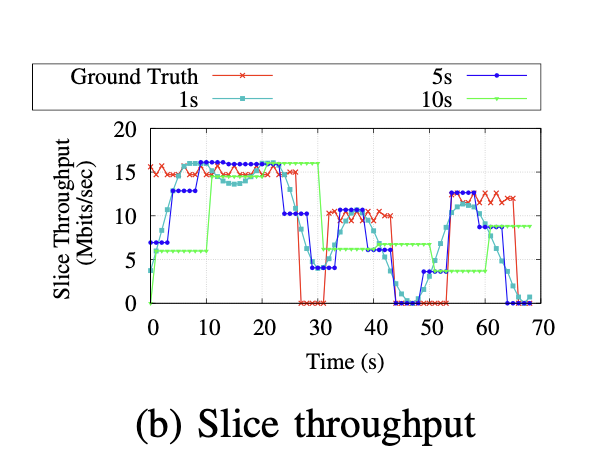 Ground Truth 5s
1s 10s
Slice Throughput
(Mbits/sec)
20
15
10
5
0
0 10 20 30 40 50 60 70
Time (s)
(b) Slice throughput